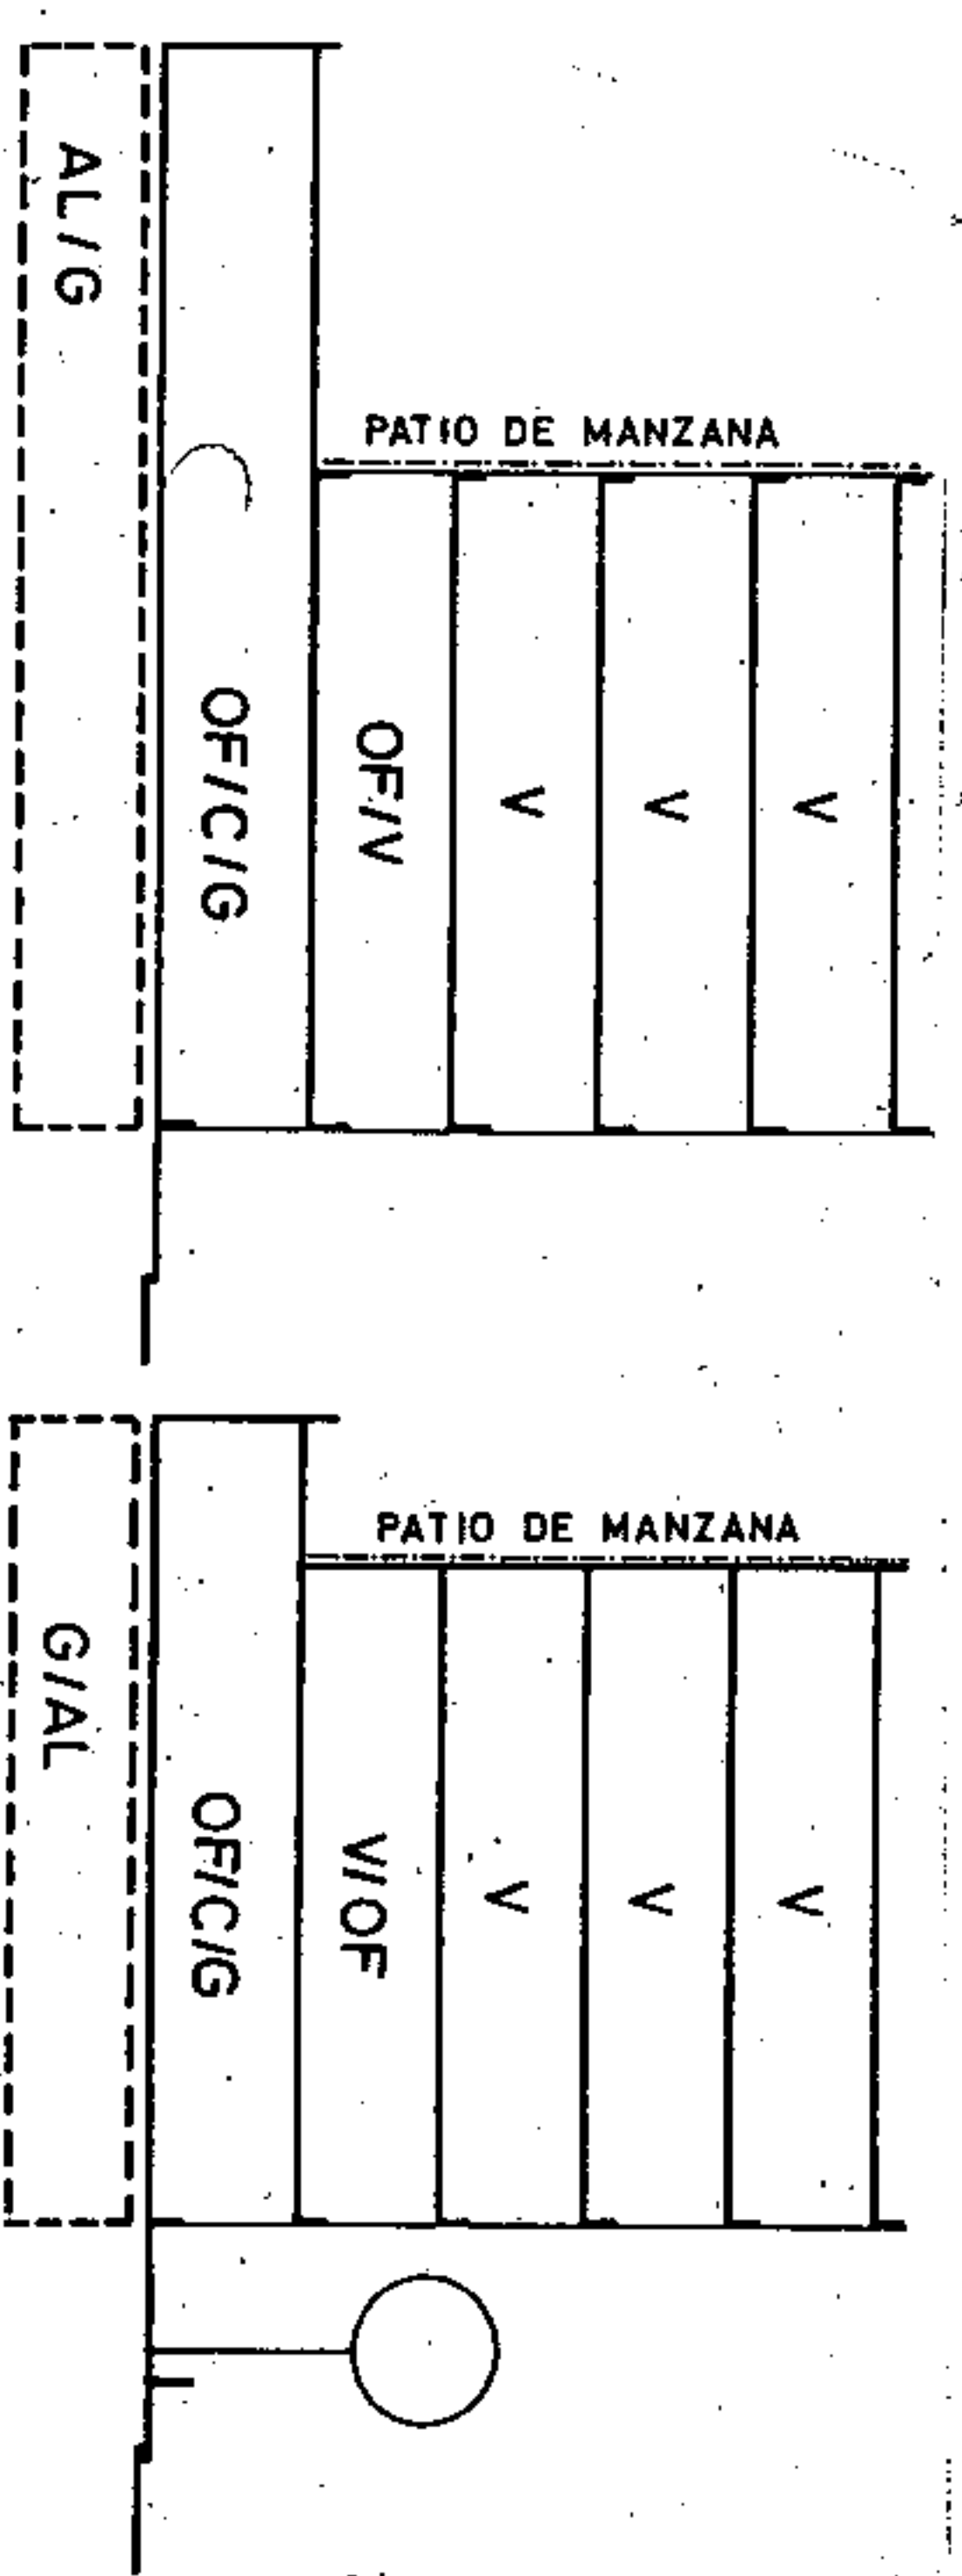 PATIO DE MANZANA
V
V
V
OF/V
OF/C/G
AL/G
PATIO DE MANZANA
V
V
V
V/OF
OF/C/G
G/AL